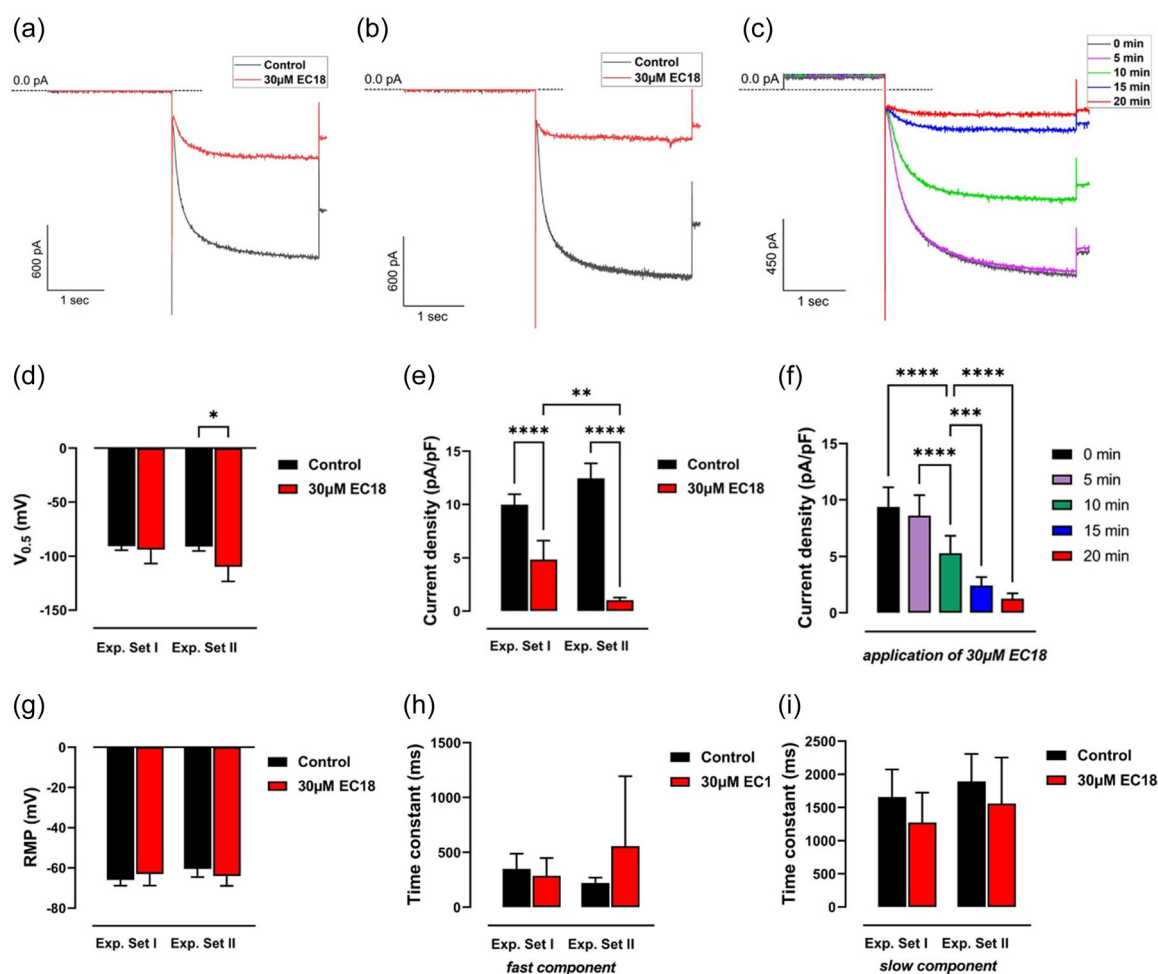 (a)
Control
30µM EC18
0.0 pA
600 pA
1 sec
(b)
Control
30µM EC18
0.0 pA
600 pA
1 sec
(c)
0 min
5 min
10 min
15 min
20 min
0.0 pA
450 pA
1 sec
(d)
*
0
-50
-100
-150
V0.5 (mV)
Exp. Set I Exp. Set II
(e)
**
**** ****
Control
30µM EC18
15
10
5
0
Current density (pA/pF)
Exp. Set I Exp. Set II
(f)
**** ****
***
****
0 min
5 min
10 min
15 min
20 min
15
10
5
0
Current density (pA/pF)
application of 30µM EC18
(g)
Control
30µM EC18
0
-20
-40
-60
-80
RMP (mV)
Exp. Set I Exp. Set II
(h)
Control
30µM EC1
1500
1000
500
0
Time constant (ms)
Exp. Set I Exp. Set II
fast component
(i)
Control
30µM EC18
2500
2000
1500
1000
500
0
Time constant (ms)
Exp. Set I Exp. Set II
slow component